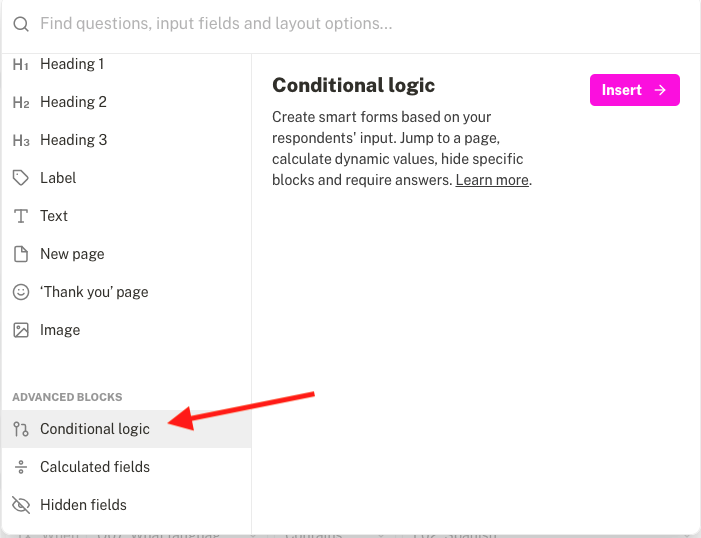 Find questions, input fields and layout options...
H1 Heading 1
H2 Heading 2
H3 Heading 3
Label
Text
New page
‘Thank you’ page
Image
ADVANCED BLOCKS
Conditional logic
Calculated fields
Hidden fields
Conditional logic
Insert
Create smart forms based on your
respondents' input. Jump to a page,
calculate dynamic values, hide specific
blocks and require answers. Learn more.